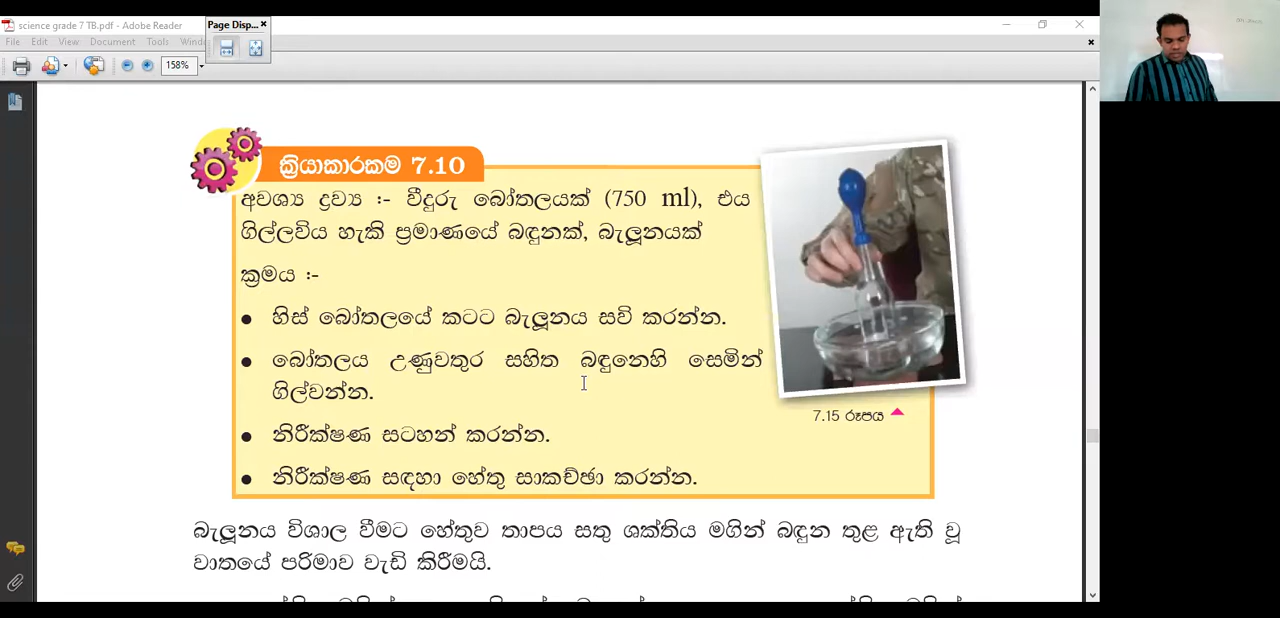 science grade 7 TB.pdf - Adobe Reader
Page Disp...
File Edit View Document Tools
158%
ක්‍රියාකාරකම 7.10
අවශ්‍ය ද්‍රව්‍ය :- වීදුරු බෝතලයක් (750 ml), එය
ගිල්ලවිය හැකි ප්‍රමාණයේ බඳුනක්, බැලූනයක්
ක්‍රමය :-
● හිස් බෝතලයේ කටට බැලූනය සවි කරන්න.
● බෝතලය උණුවතුර සහිත බඳුනෙහි සෙමින්
ගිල්වන්න.
● නිරීක්ෂණ සටහන් කරන්න.
● නිරීක්ෂණ සඳහා හේතු සාකච්ඡා කරන්න.
7.15 රූපය
බැලූනය විශාල වීමට හේතුව තාපය සතු ශක්තිය මගින් බඳුන තුළ ඇති වූ
වාතයේ පරිමාව වැඩි කිරීමයි.